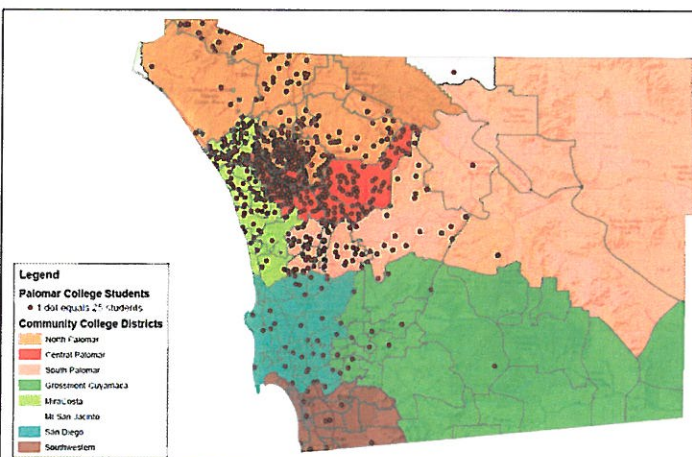 Legend
Palomar College Students
1 dot equals 25 students
Community College Districts
North Palomar
Central Palomar
South Palomar
Grossmont Cuyamaca
MiraCosta
Mt San Jacinto
San Diego
Southwestern